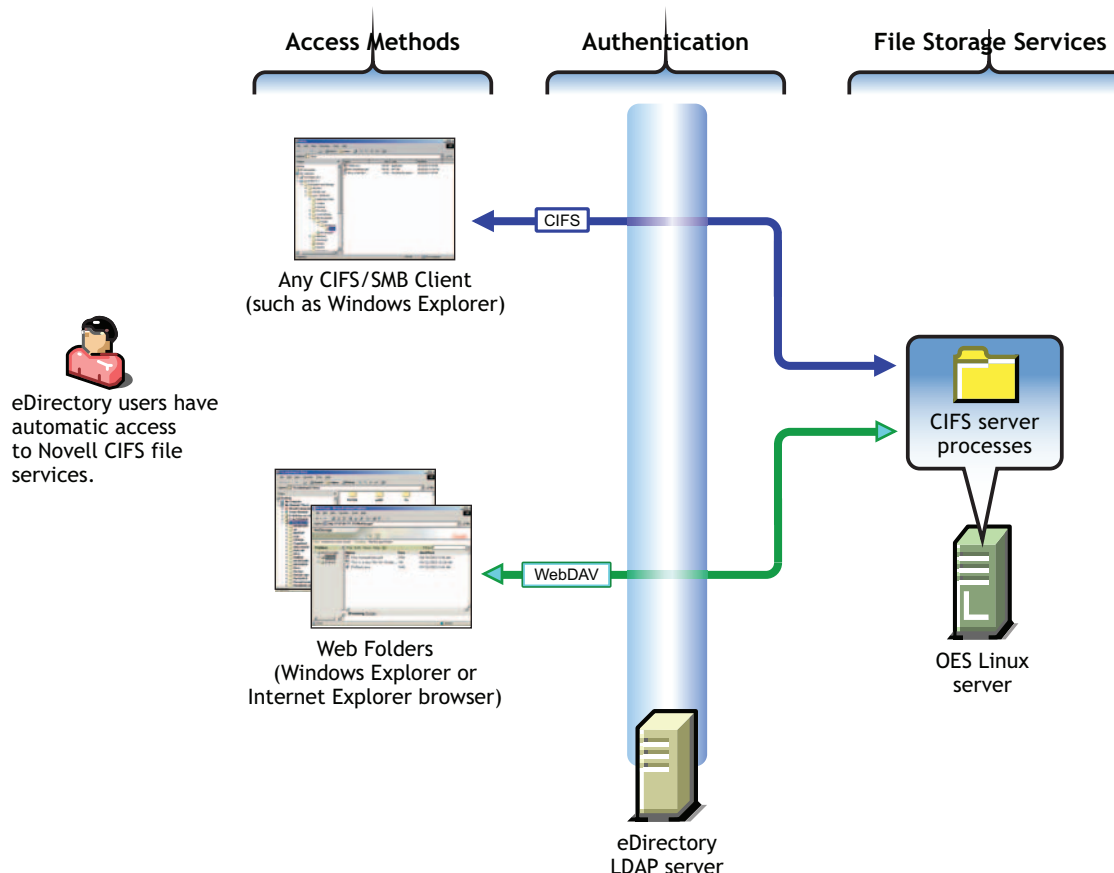 Access Methods
Authentication
File Storage Services
CIFS
Any CIFS/SMB Client
(such as Windows Explorer)
eDirectory users have
automatic access
to Novell CIFS file
services.
CIFS server
processes
WebDAV
Web Folders
(Windows Explorer or
Internet Explorer browser)
OES Linux
server
eDirectory
LDAP server